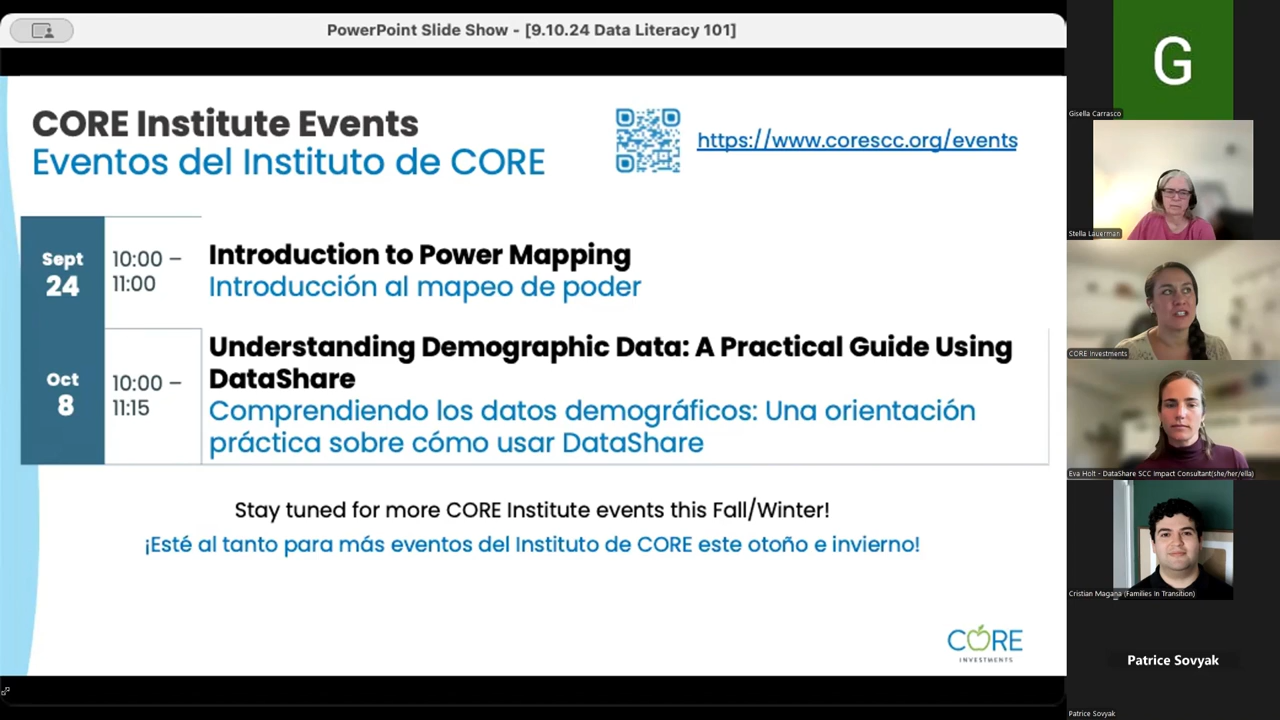 PowerPoint Slide Show - [9.10.24 Data Literacy 101]
CORE Institute Events
Eventos del Instituto de CORE
https://www.corescc.org/events
Sept
24
10:00 –
11:00
Introduction to Power Mapping
Introducción al mapeo de poder
Oct
8
10:00 –
11:15
Understanding Demographic Data: A Practical Guide Using
DataShare
Comprendiendo los datos demográficos: Una orientación
práctica sobre cómo usar DataShare
Stay tuned for more CORE Institute events this Fall/Winter!
¡Esté al tanto para más eventos del Instituto de CORE este otoño e invierno!
CORE
INVESTMENTS
G
Gisella Carrasco
Stella Lauerman
CORE Investments
Eva Holt - DataShare SCC Impact Consultant(she/her/ella)
Cristian Magana (Families In Transition)
Patrice Sovyak
Patrice Sovyak